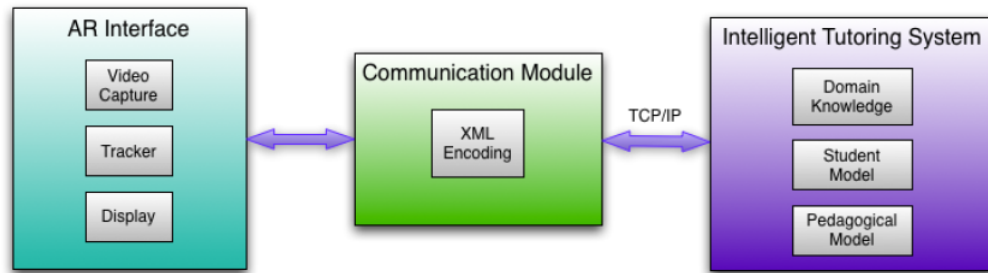 AR Interface
Video
Capture
Tracker
Display
Communication Module
XML
Encoding
TCP/IP
Intelligent Tutoring System
Domain
Knowledge
Student
Model
Pedagogical
Model